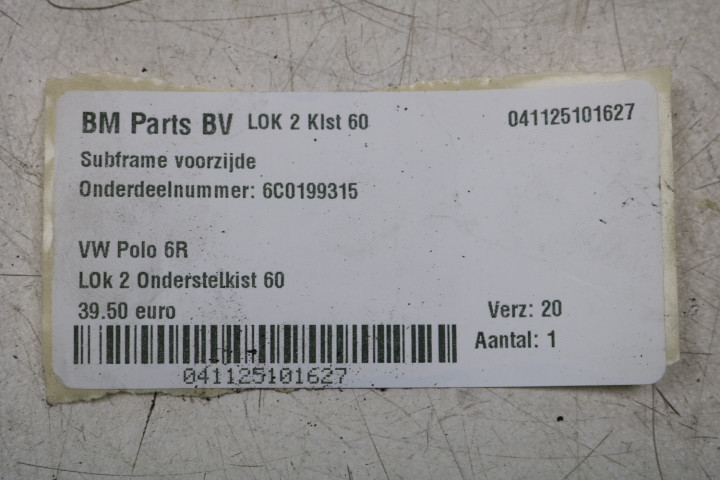 BM Parts BV LOK 2 KIst 60 041125101627
Subframe voorzijde
Onderdeelnummer: 6C0199315
VW Polo 6R
LOk 2 Onderstelkist 60
39.50 euro Verz: 20
Aantal: 1
041125101627